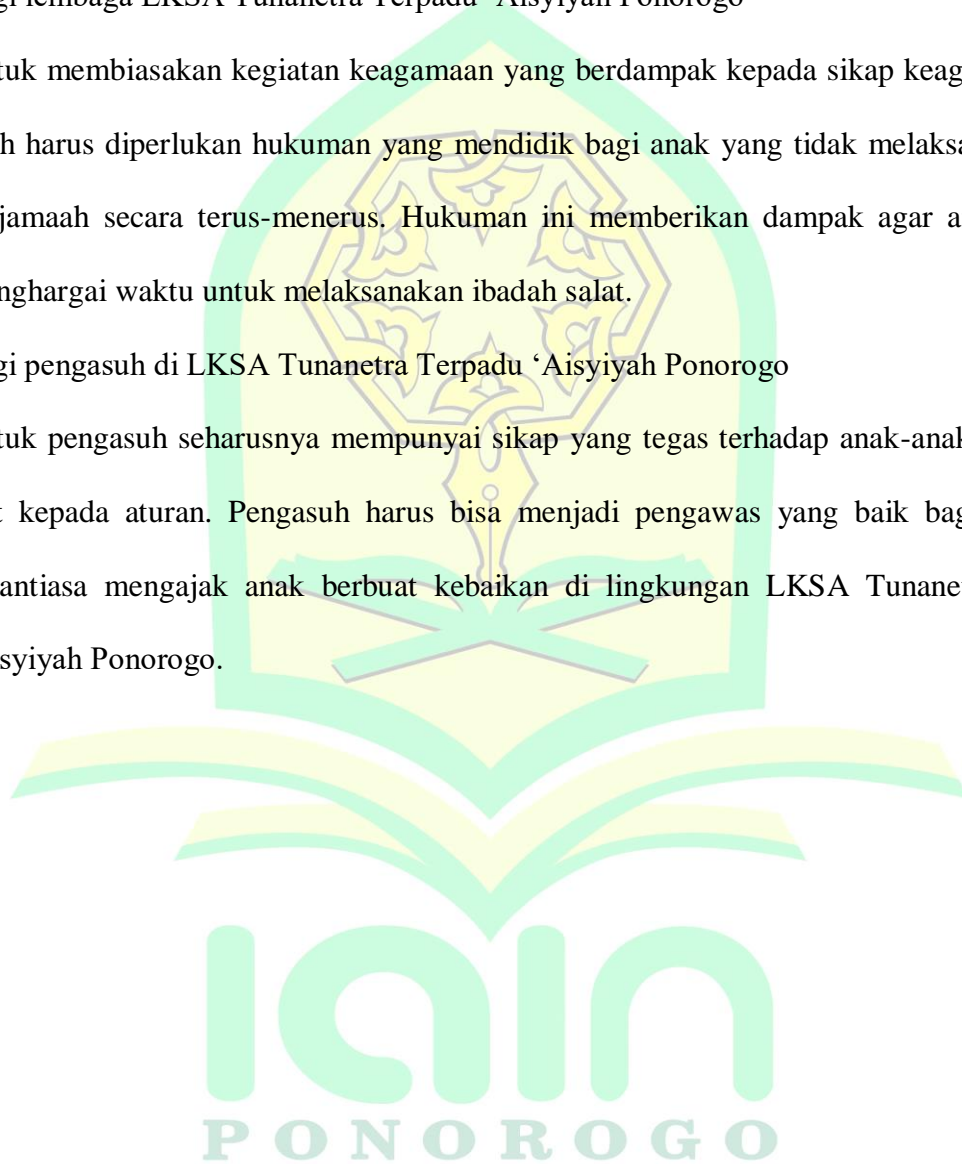 gi lembaga LKSA Tunanetra Terpadu ‘Aisyiyah Ponorogo
tuk membiasakan kegiatan keagamaan yang berdampak kepada sikap keag
h harus diperlukan hukuman yang mendidik bagi anak yang tidak melaksa
jamaah secara terus-menerus. Hukuman ini memberikan dampak agar a
nghargai waktu untuk melaksanakan ibadah salat.
gi pengasuh di LKSA Tunanetra Terpadu ‘Aisyiyah Ponorogo
tuk pengasuh seharusnya mempunyai sikap yang tegas terhadap anak-anak
t kepada aturan. Pengasuh harus bisa menjadi pengawas yang baik bag
antiasa mengajak anak berbuat kebaikan di lingkungan LKSA Tunane
syiyah Ponorogo.
iain
PONOROGO